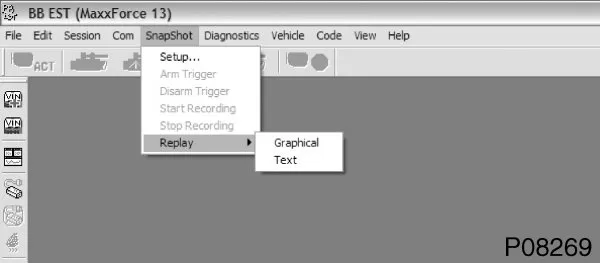 BB EST (MaxxForce 13)
File Edit Session Com SnapShot Diagnostics Vehicle Code View Help
ACT
Setup...
Arm Trigger
Disarm Trigger
Start Recording
Stop Recording
Replay
Graphical
Text
VIN
VIN
P08269